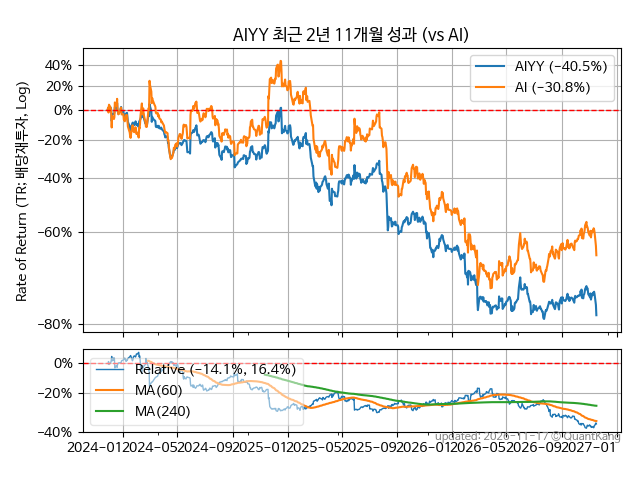 AIYY 최근 2년 11개월 성과 (vs AI)
Rate of Return (TR; 배당재투자, Log)
40%
20%
0%
−20%
−40%
−60%
−80%
AIYY (−40.5%)
AI (−30.8%)
0%
−20%
−40%
Relative (−14.1%, 16.4%)
MA(60)
MA(240)
updated: 2026-11-17 © QuantKang
2024-01 2024-05 2024-09 2025-01 2025-05 2025-09 2026-01 2026-05 2026-09 2027-01